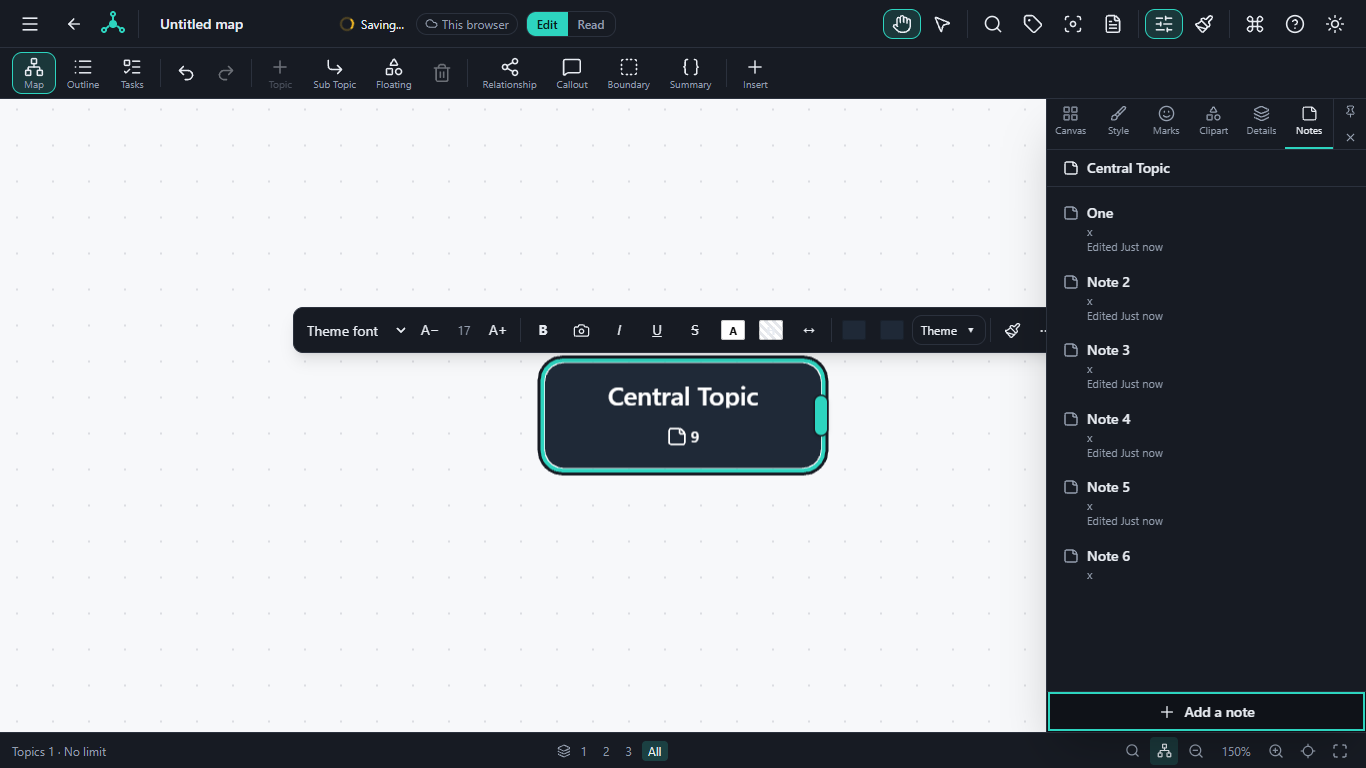 Untitled map
Saving...
This browser
Edit
Read
Map
Outline
Tasks
Topic
Sub Topic
Floating
Relationship
Callout
Boundary
Summary
Insert
Canvas
Style
Marks
Clipart
Details
Notes
Central Topic
One
x
Edited Just now
Note 2
x
Edited Just now
Note 3
x
Edited Just now
Note 4
x
Edited Just now
Note 5
x
Edited Just now
Note 6
x
Add a note
Theme font
A−
17
A+
B
I
U
S
A
Theme
Central Topic
9
Topics 1 · No limit
1
2
3
All
150%